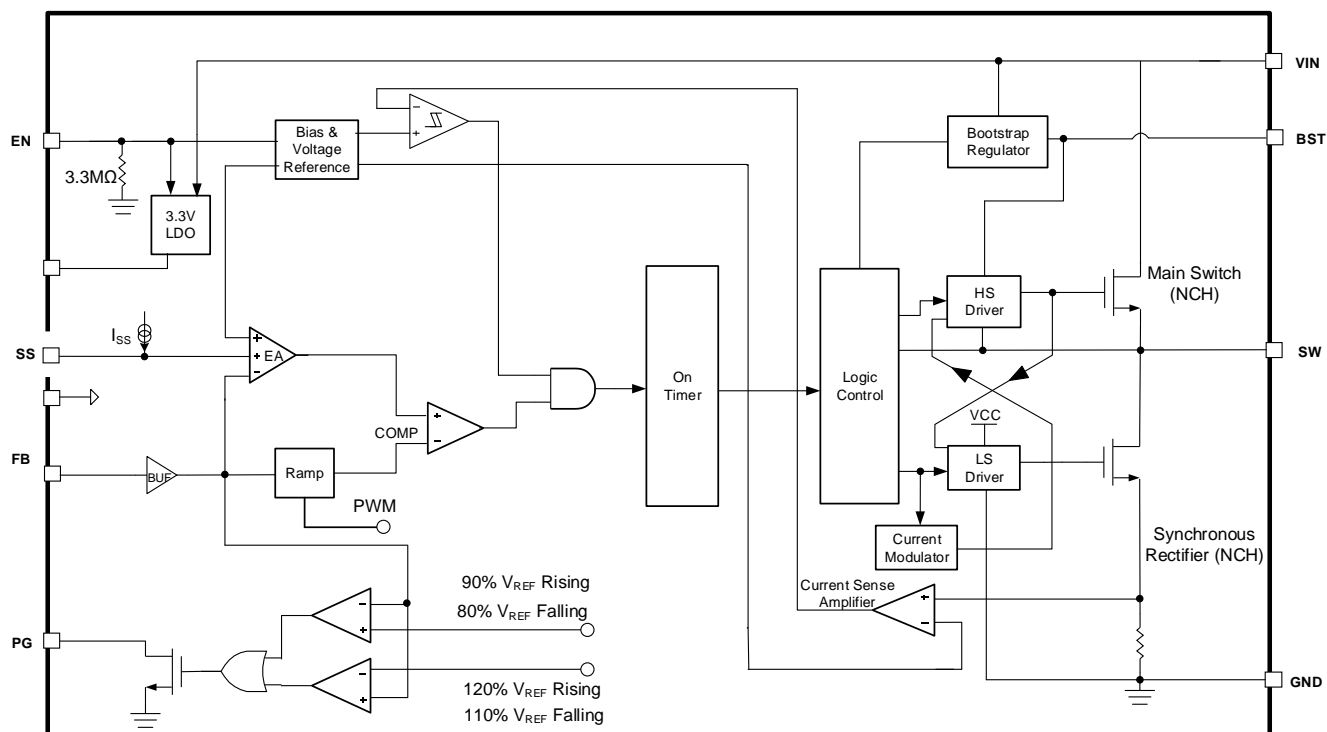 VIN
EN
Bias &
Voltage
Reference
−
+
Bootstrap
Regulator
BST
3.3MΩ
3.3V
LDO
HS
Driver
Main Switch
(NCH)
ISS
SS
+
+
−
EA
On
Timer
Logic
Control
SW
COMP
+
−
VCC
FB
BUF
Ramp
LS
Driver
PWM
Current
Modulator
Synchronous
Rectifier (NCH)
Current Sense
Amplifier
+
-
90% VREF Rising
80% VREF Falling
-
+
PG
-
+
120% VREF Rising
110% VREF Falling
GND